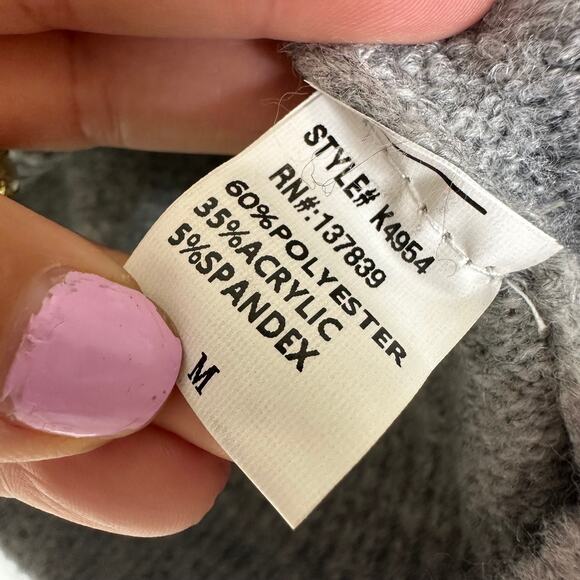 STYLE# K4954
RN#:137839
60%POLYESTER
35%ACRYLIC
5%SPANDEX
M